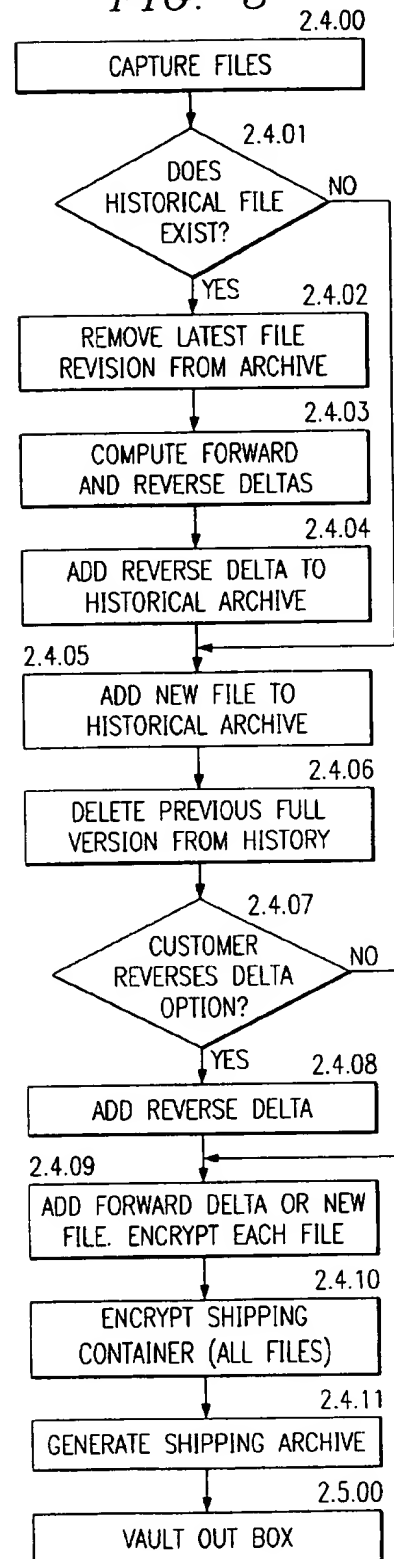 FIG. 8
2.4.00
CAPTURE FILES
2.4.01
DOES
HISTORICAL FILE
EXIST?
NO
YES
2.4.02
REMOVE LATEST FILE
REVISION FROM ARCHIVE
2.4.03
COMPUTE FORWARD
AND REVERSE DELTAS
2.4.04
ADD REVERSE DELTA TO
HISTORICAL ARCHIVE
2.4.05
ADD NEW FILE TO
HISTORICAL ARCHIVE
2.4.06
DELETE PREVIOUS FULL
VERSION FROM HISTORY
2.4.07
CUSTOMER
REVERSES DELTA
OPTION?
NO
YES
2.4.08
ADD REVERSE DELTA
2.4.09
ADD FORWARD DELTA OR NEW
FILE. ENCRYPT EACH FILE
2.4.10
ENCRYPT SHIPPING
CONTAINER (ALL FILES)
2.4.11
GENERATE SHIPPING ARCHIVE
2.5.00
VAULT OUT BOX